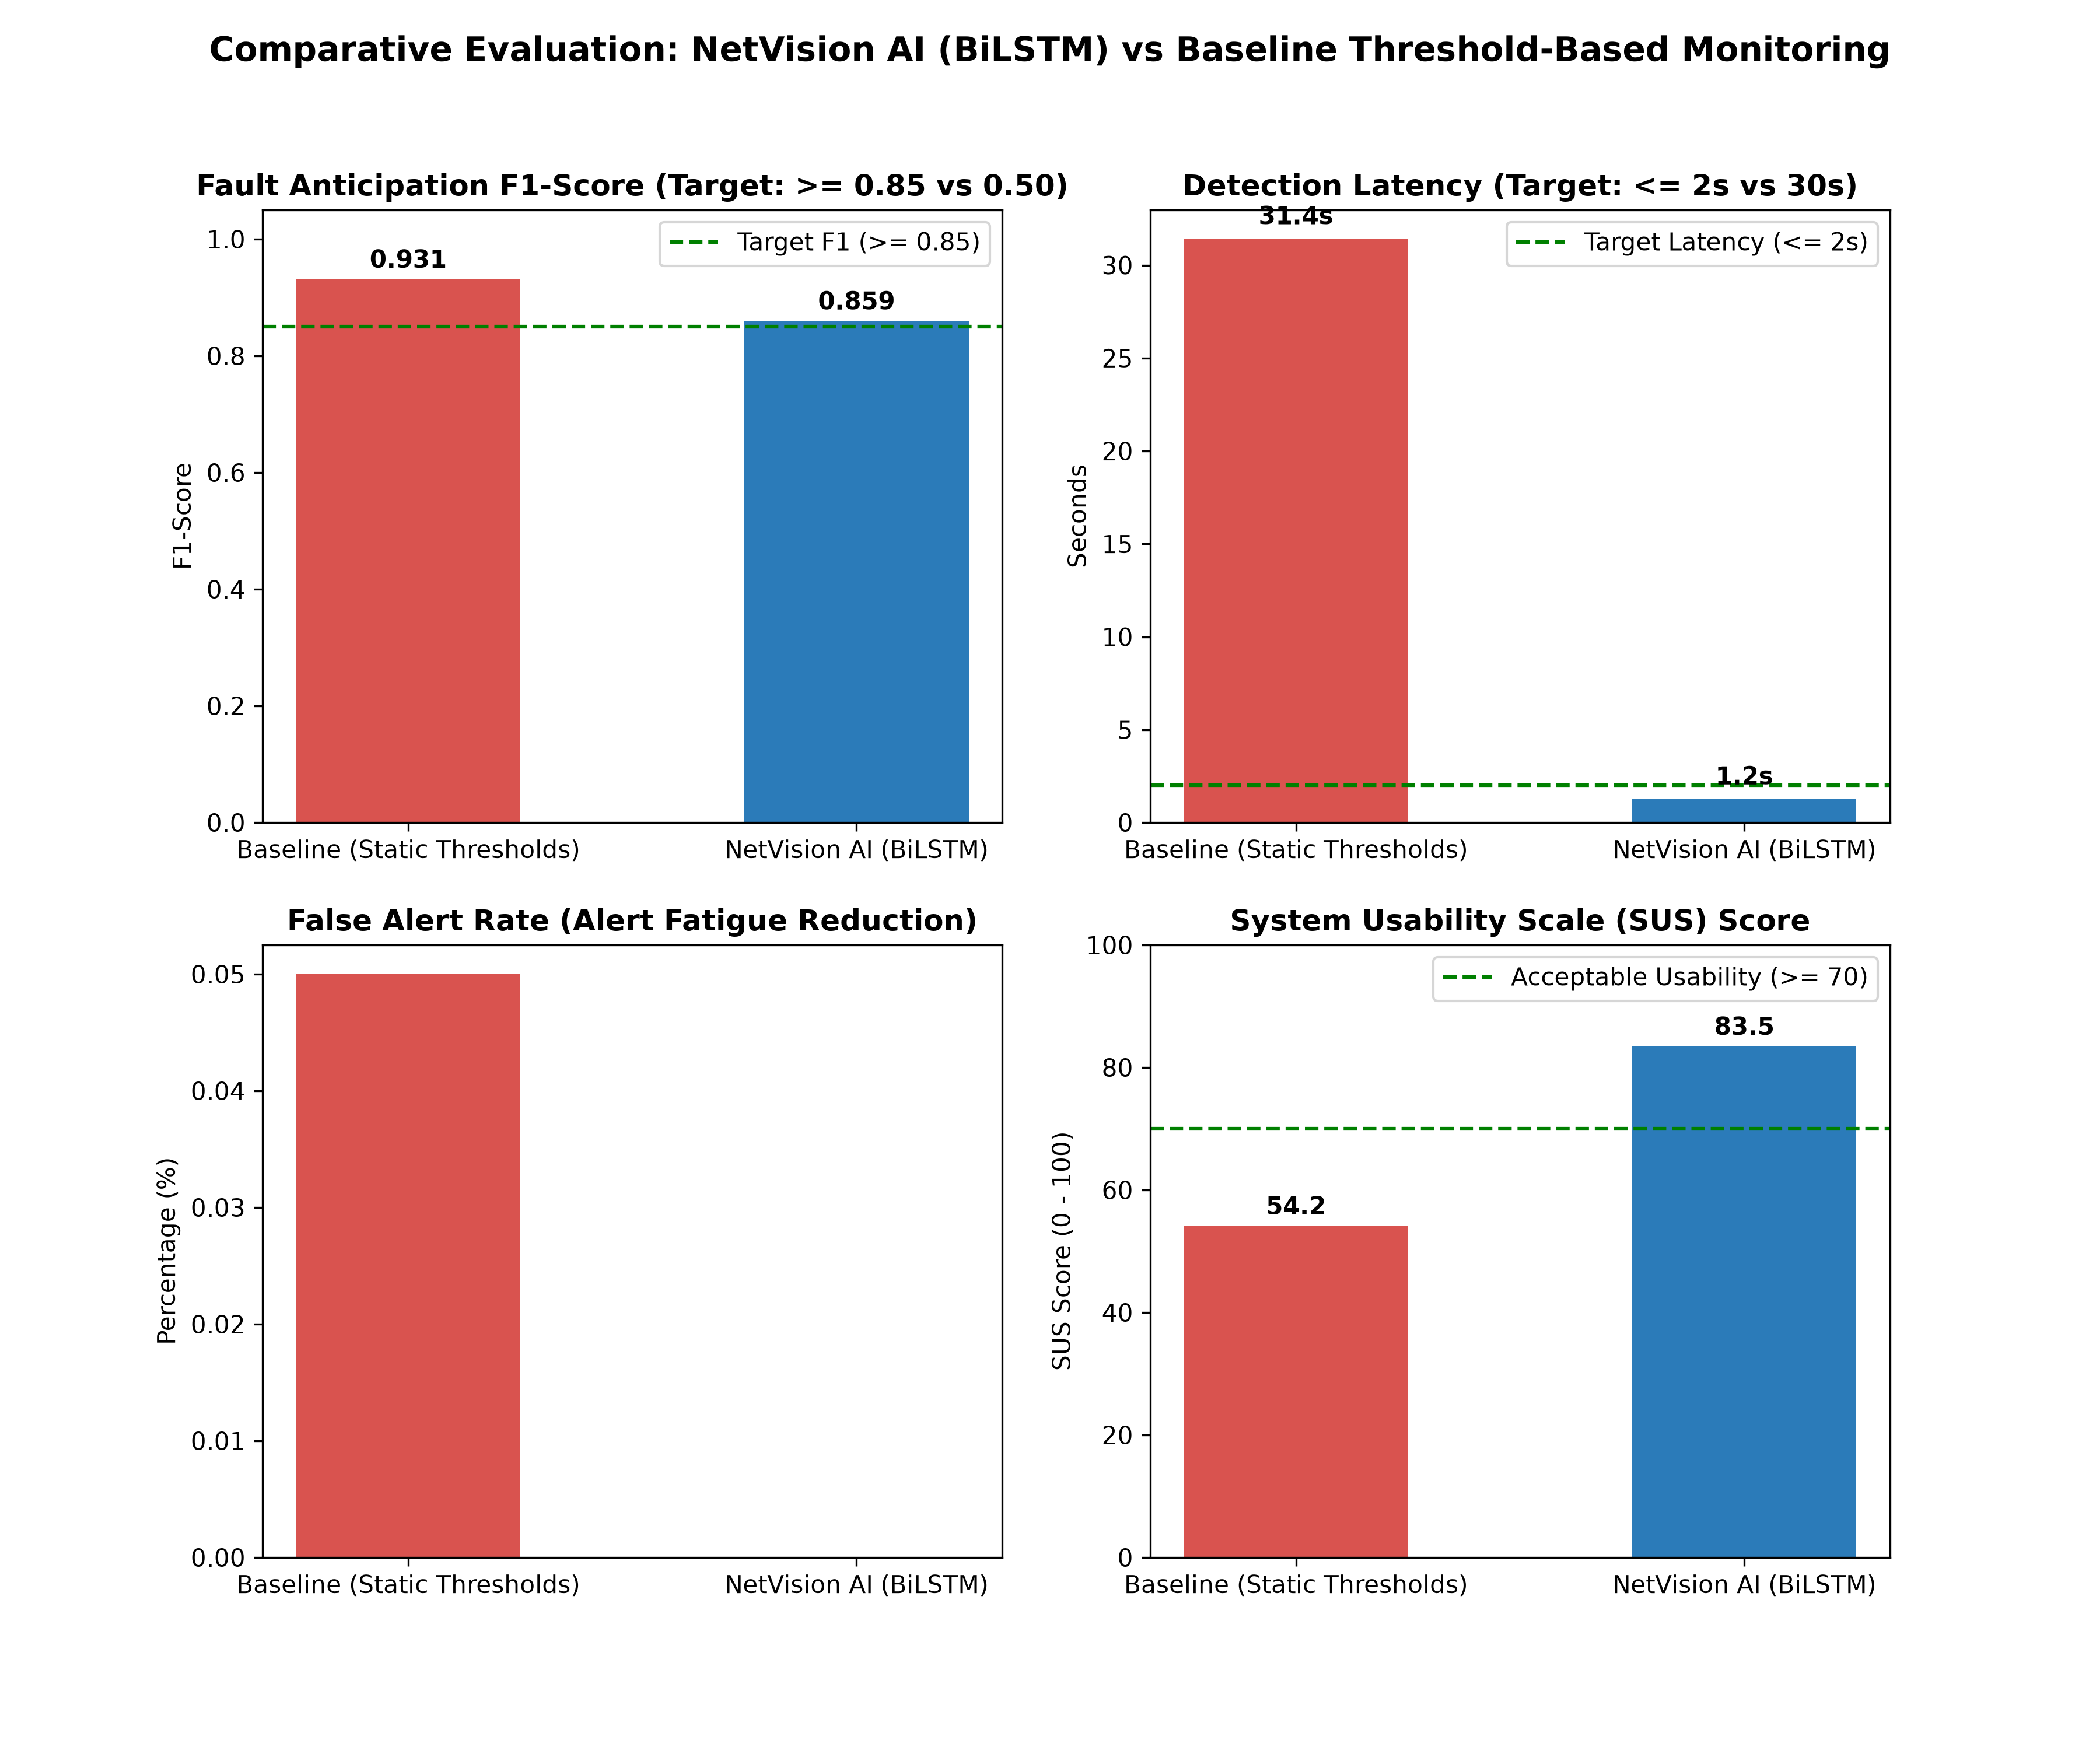 Comparative Evaluation: NetVision AI (BiLSTM) vs Baseline Threshold-Based Monitoring
Fault Anticipation F1-Score (Target: >= 0.85 vs 0.50)
Target F1 (>= 0.85)
0.931
0.859
F1-Score
1.0
0.8
0.6
0.4
0.2
0.0
Baseline (Static Thresholds)
NetVision AI (BiLSTM)
Detection Latency (Target: <= 2s vs 30s)
31.4s
Target Latency (<= 2s)
1.2s
Seconds
30
25
20
15
10
5
0
Baseline (Static Thresholds)
NetVision AI (BiLSTM)
False Alert Rate (Alert Fatigue Reduction)
Percentage (%)
0.05
0.04
0.03
0.02
0.01
0.00
Baseline (Static Thresholds)
NetVision AI (BiLSTM)
System Usability Scale (SUS) Score
Acceptable Usability (>= 70)
83.5
54.2
SUS Score (0 - 100)
100
80
60
40
20
0
Baseline (Static Thresholds)
NetVision AI (BiLSTM)